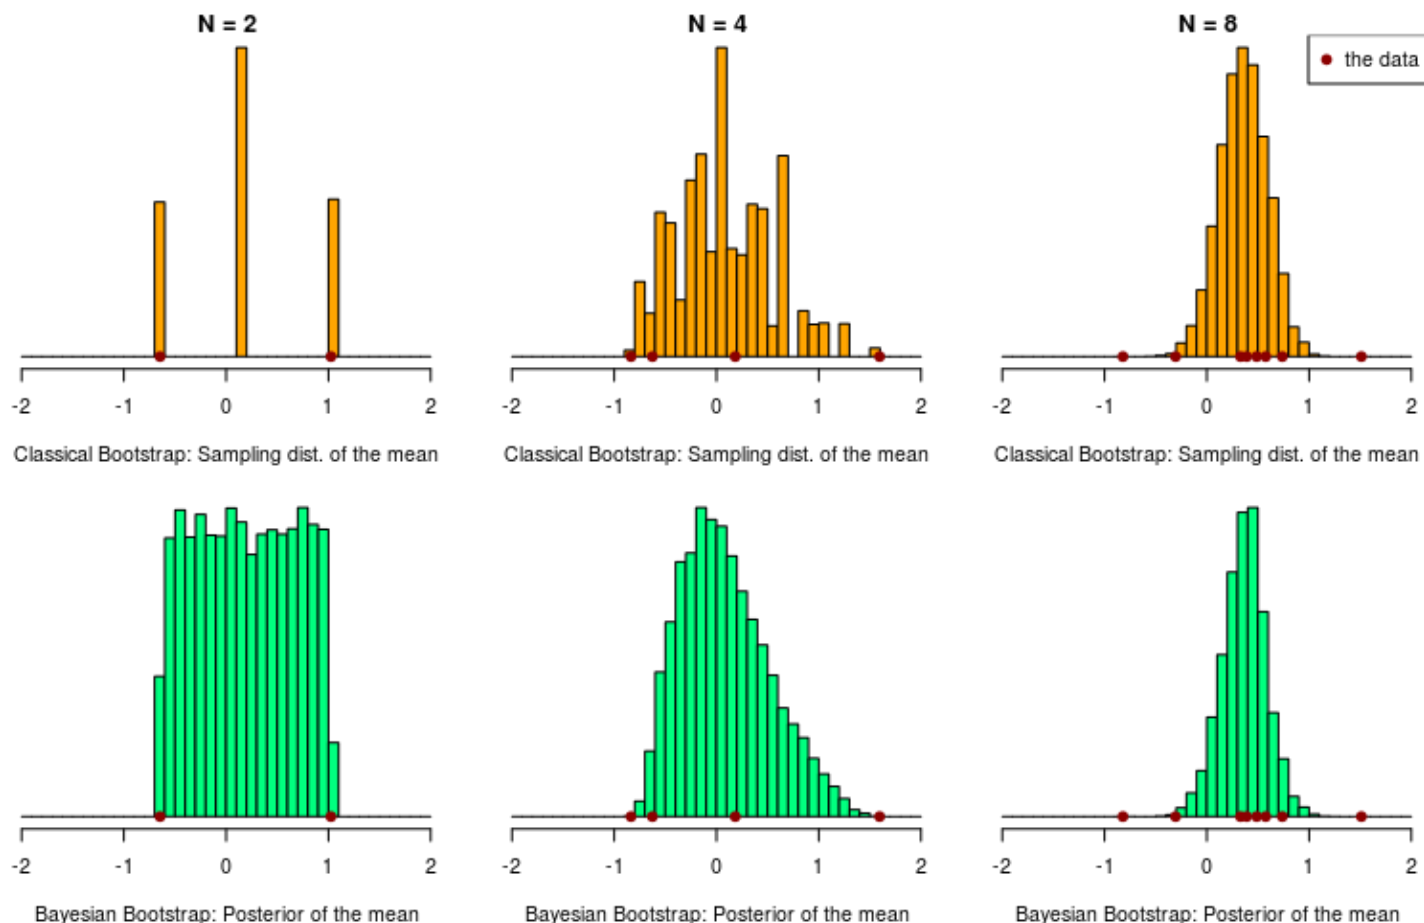 N = 2
N = 4
N = 8
the data
-2 -1 0 1 2
-2 -1 0 1 2
-2 -1 0 1 2
Classical Bootstrap: Sampling dist. of the mean
Classical Bootstrap: Sampling dist. of the mean
Classical Bootstrap: Sampling dist. of the mean
-2 -1 0 1 2
-2 -1 0 1 2
-2 -1 0 1 2
Bayesian Bootstrap: Posterior of the mean
Bayesian Bootstrap: Posterior of the mean
Bayesian Bootstrap: Posterior of the mean